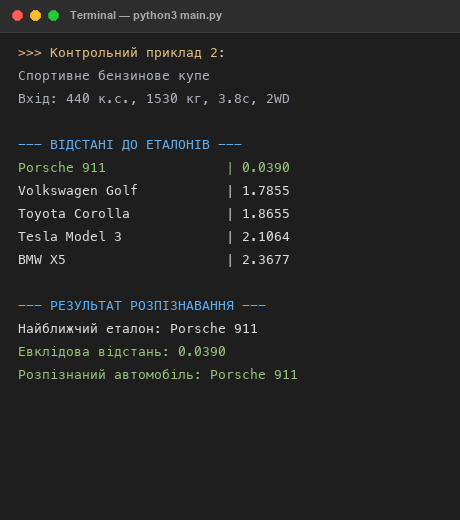 Terminal — python3 main.py
>>> Контрольний приклад 2:
Спортивне бензинове купе
Вхід: 440 к.с., 1530 кг, 3.8с, 2WD
--- ВІДСТАНІ ДО ЕТАЛОНІВ ---
Porsche 911 | 0.0390
Volkswagen Golf | 1.7855
Toyota Corolla | 1.8655
Tesla Model 3 | 2.1064
BMW X5 | 2.3677
--- РЕЗУЛЬТАТ РОЗПІЗНАВАННЯ ---
Найближчий еталон: Porsche 911
Евклідова відстань: 0.0390
Розпізнаний автомобіль: Porsche 911